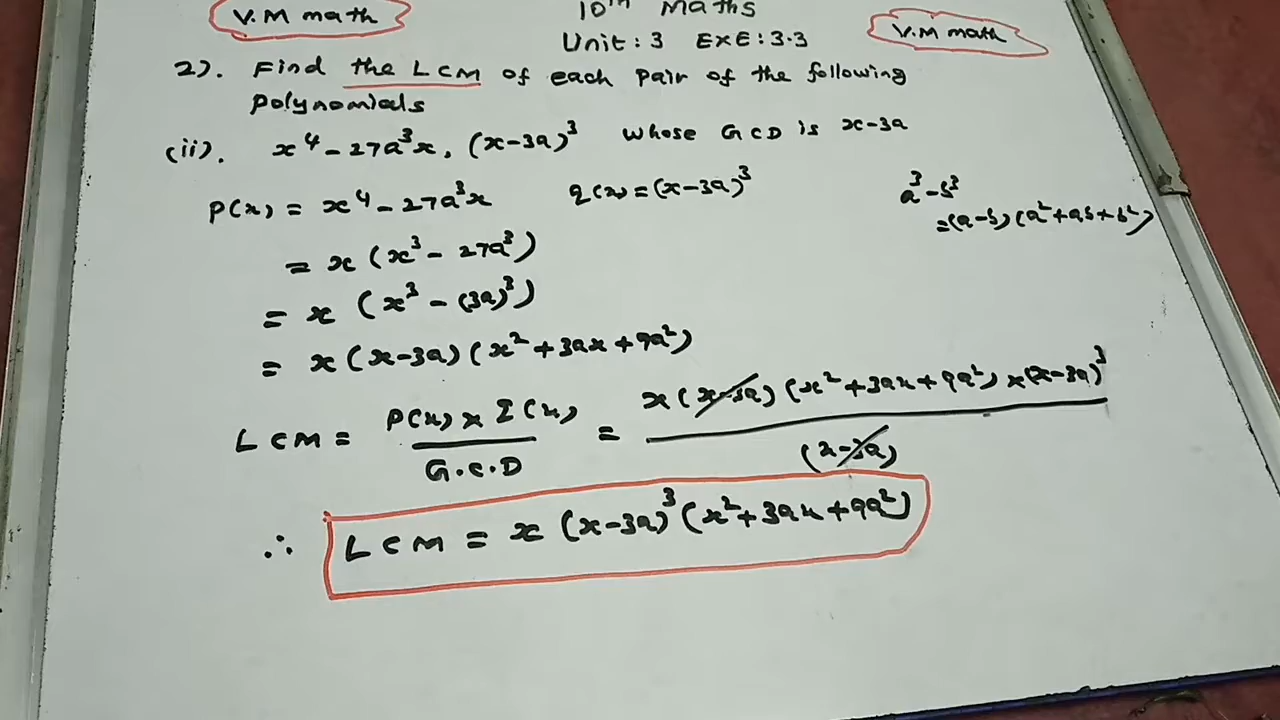 V.M math
10th Maths
V.M math
Unit : 3 EXE : 3.3
2). Find the LCM of each pair of the following
polynomials
(ii). x⁴ - 27a³x, (x-3a)³ whose GCD is x-3a
P(x) = x⁴ - 27a³x q(x) = (x-3a)³ a³-b³
=(a-b)(a²+ab+b²)
= x (x³ - 27a³)
= x (x³ - (3a)³)
= x (x-3a) (x² + 3ax + 9a²)
LCM = P(x) x q(x) / G.C.D = x (x-3a) (x²+3ax+9a²) x (x-3a)³ / (x-3a)
∴ LCM = x (x-3a)³ (x²+3ax+9a²)